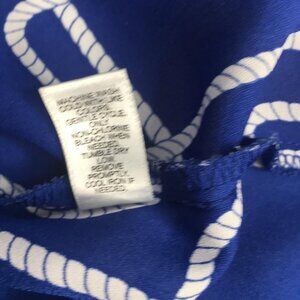 MACHINE WASH
COLD WITH LIKE
COLORS,
GENTLE CYCLE,
ONLY
NON-CHLORINE
BLEACH WHEN
NEEDED,
TUMBLE DRY
LOW,
REMOVE
PROMPTLY,
COOL IRON IF
NEEDED.